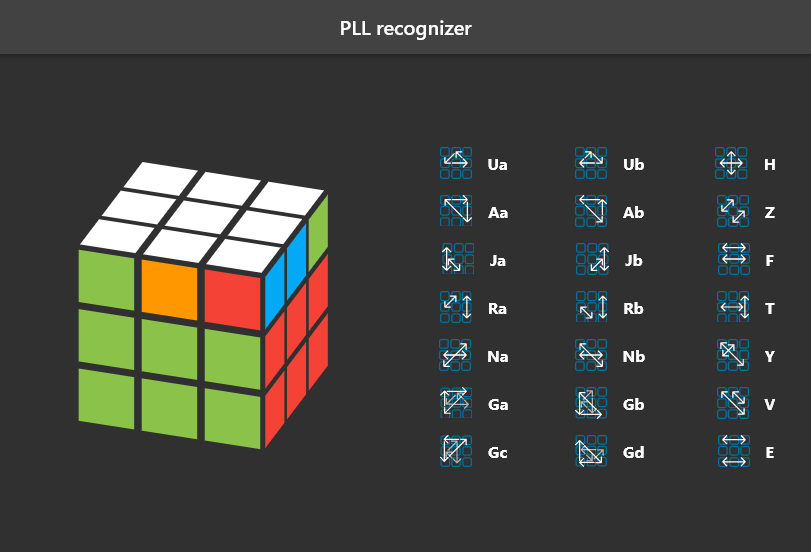 PLL recognizer
Ua Ub H
Aa Ab Z
Ja Jb F
Ra Rb T
Na Nb Y
Ga Gb V
Gc Gd E